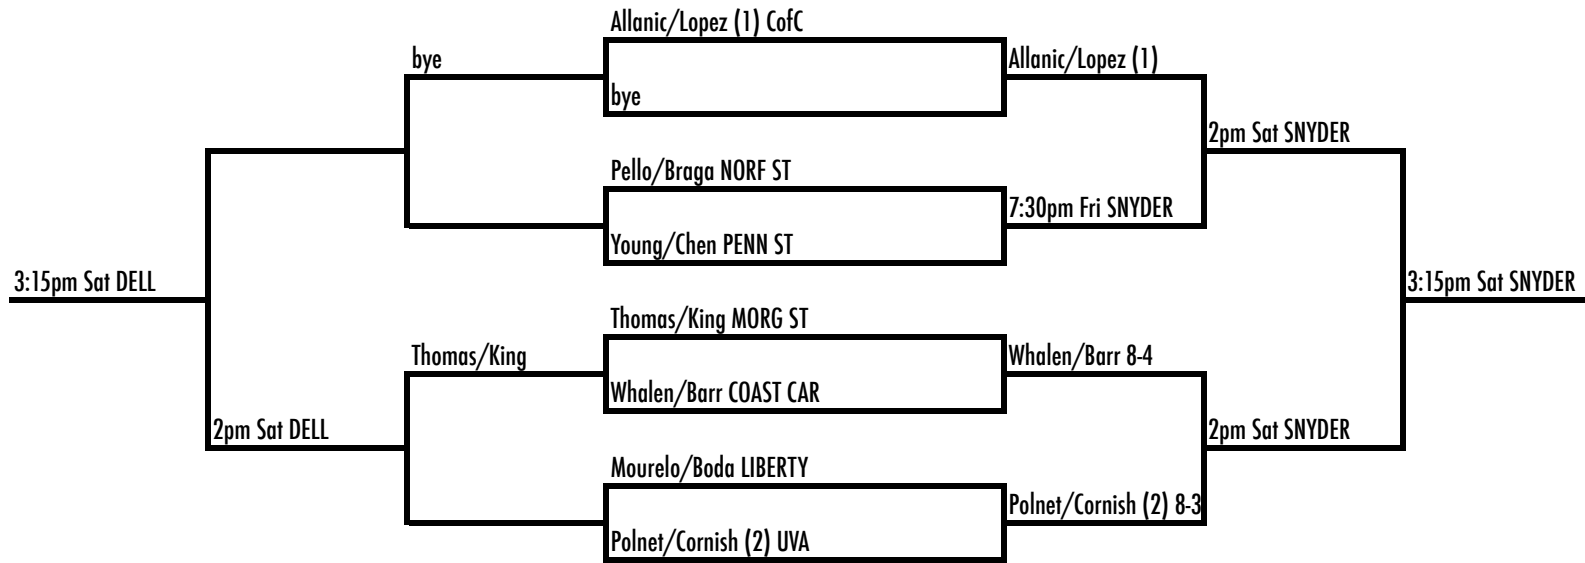 Allanic/Lopez (1) CofC
bye
Allanic/Lopez (1)
bye
2pm Sat SNYDER
Pello/Braga NORF ST
7:30pm Fri SNYDER
Young/Chen PENN ST
3:15pm Sat DELL
3:15pm Sat SNYDER
Thomas/King MORG ST
Thomas/King
Whalen/Barr 8-4
Whalen/Barr COAST CAR
2pm Sat DELL
2pm Sat SNYDER
Mourelo/Boda LIBERTY
Polnet/Cornish (2) 8-3
Polnet/Cornish (2) UVA